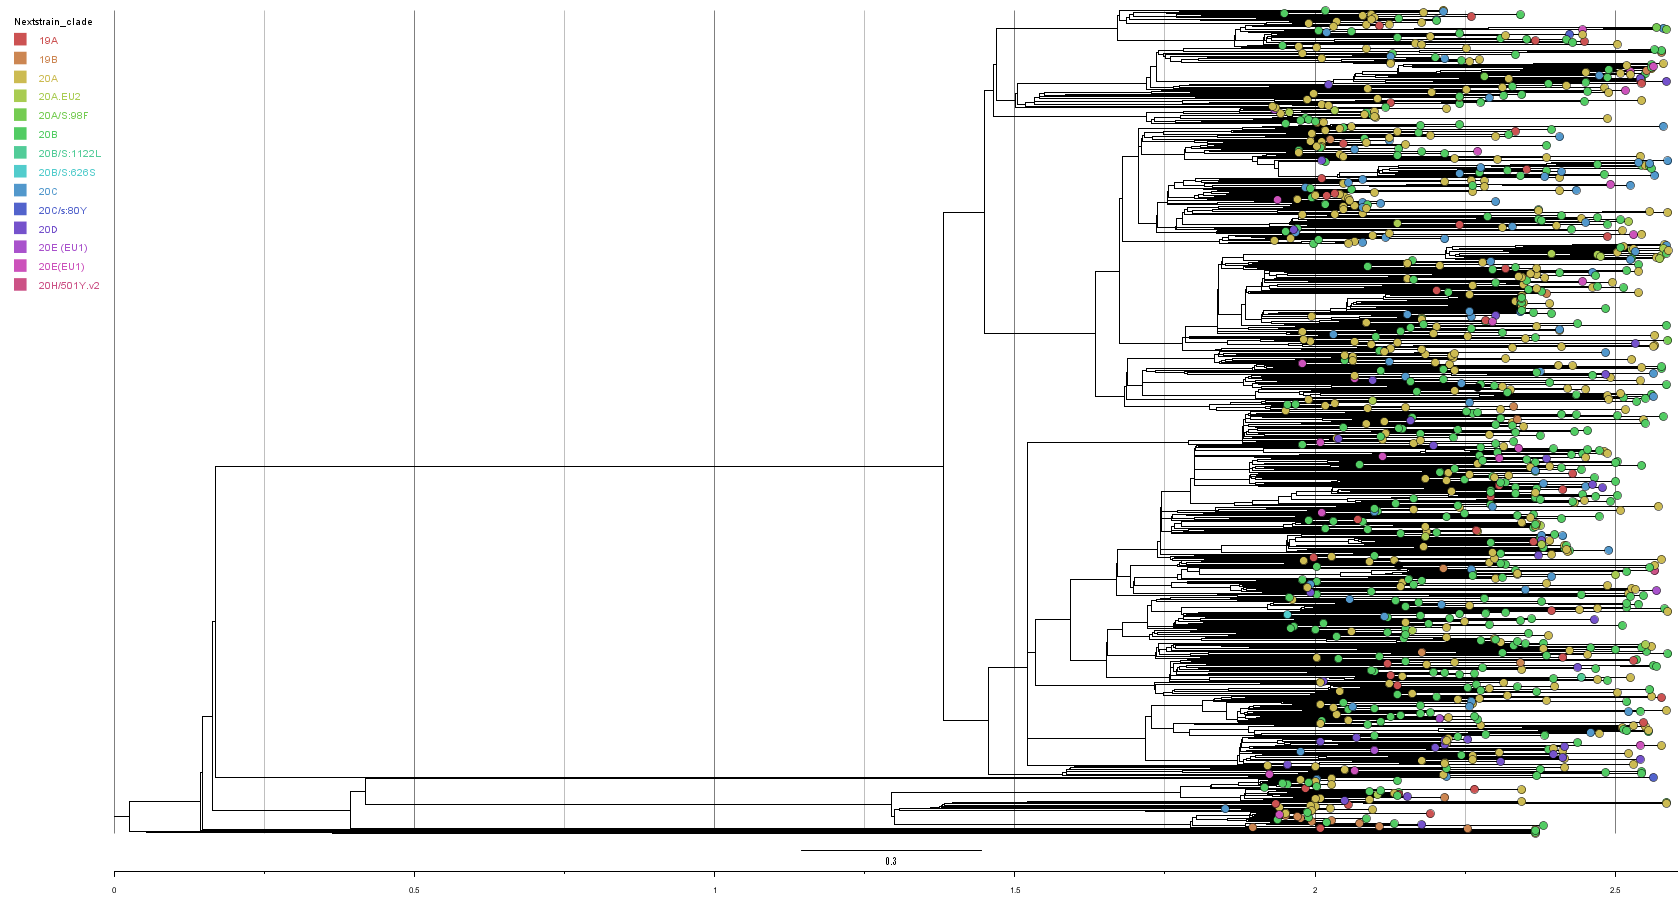 Nextstrain_clade
19A
19B
20A
20A.EU2
20A/S:98F
20B
20B/S:1122L
20B/S:626S
20C
20C/s:80Y
20D
20E (EU1)
20E(EU1)
20H/501Y.v2
0.3
0 0.5 1 1.5 2 2.5